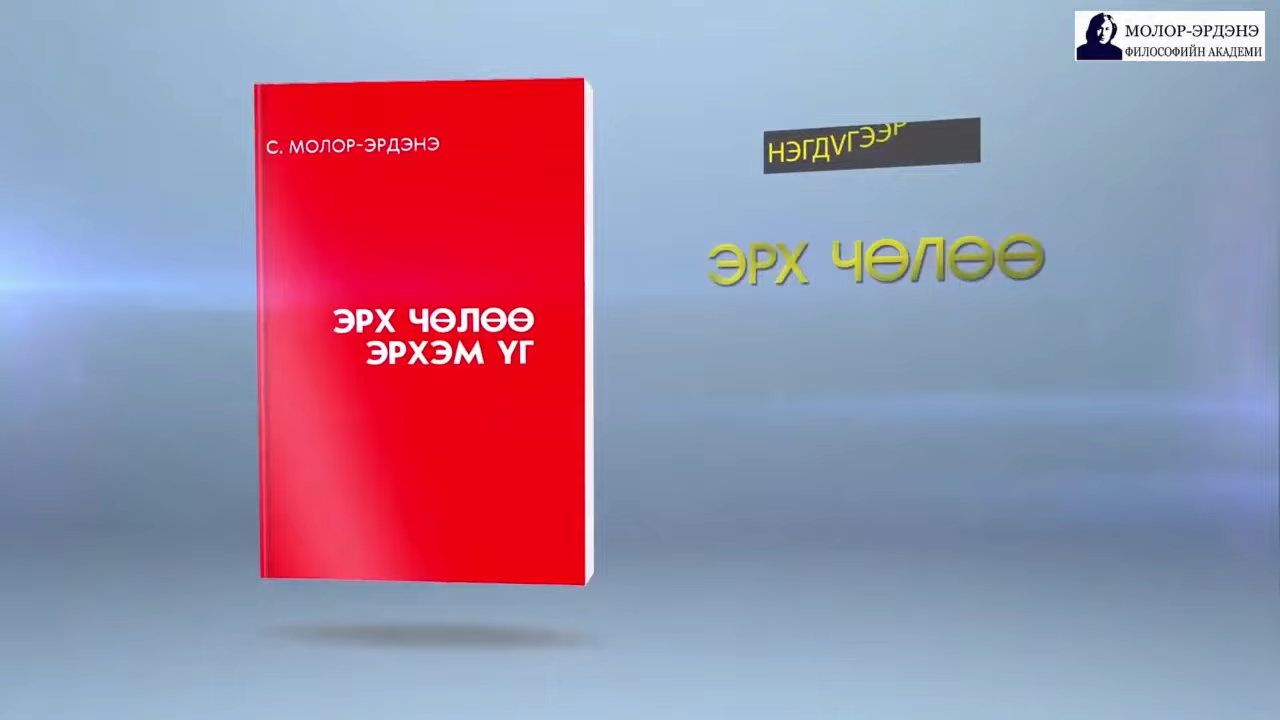 МОЛОР-ЭРДЭНЭ
ФИЛОСОФИЙН АКАДЕМИ
С. МОЛОР-ЭРДЭНЭ
ЭРХ ЧӨЛӨӨ
ЭРХЭМ ҮГ
НЭГДҮГЭЭР
ЭРХ ЧӨЛӨӨ